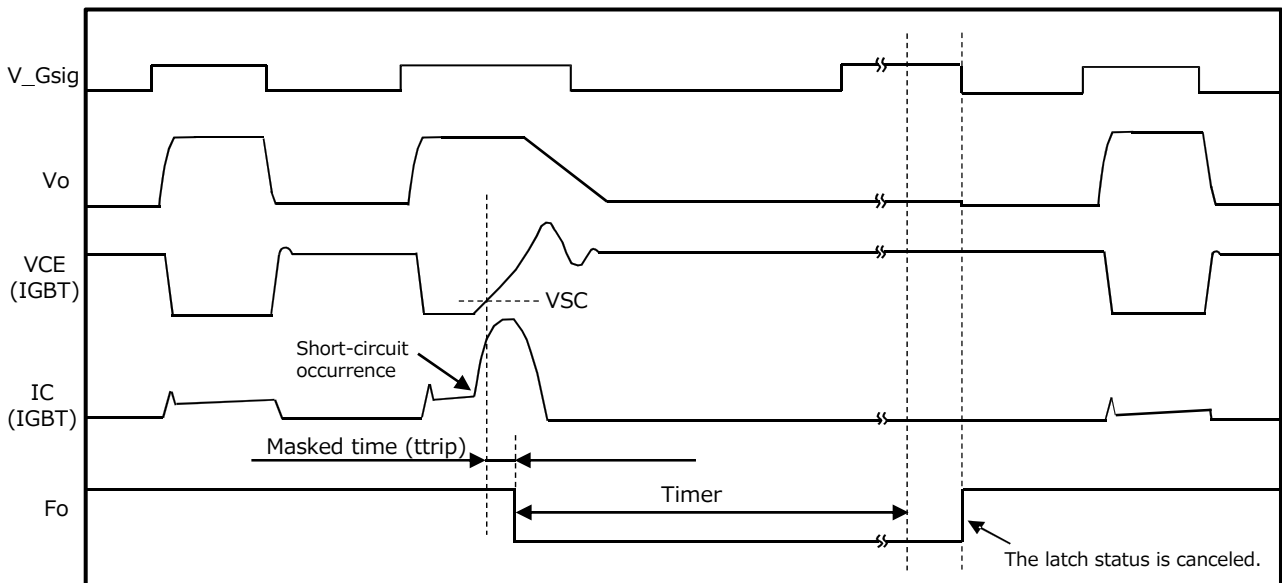 V_Gsig
Vo
VCE
(IGBT)
VSC
Short-circuit
occurrence
IC
(IGBT)
Masked time (ttrip)
Timer
Fo
The latch status is canceled.